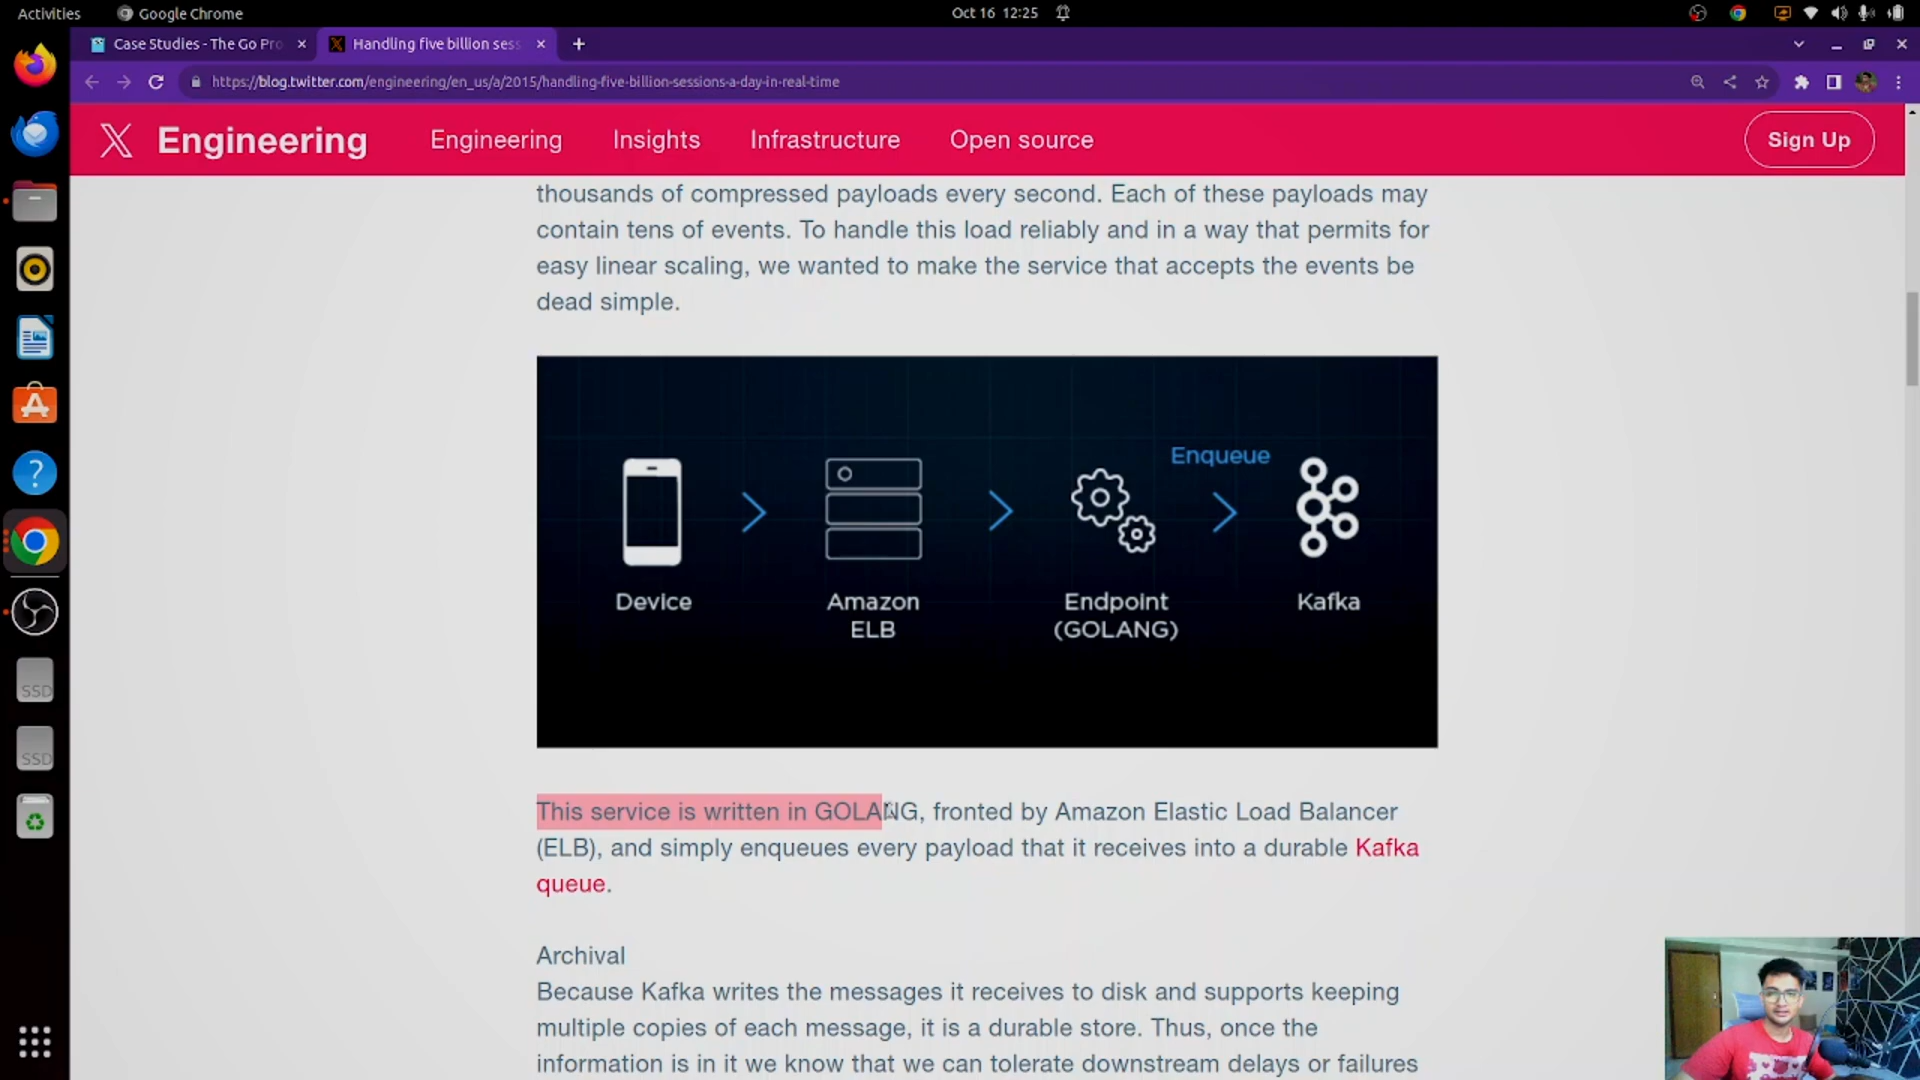 Activities
Google Chrome
Oct 16 12:25
Case Studies - The Go Pro
Handling five billion sess
https://blog.twitter.com/engineering/en_us/a/2015/handling-five-billion-sessions-a-day-in-real-time
Engineering
Engineering
Insights
Infrastructure
Open source
Sign Up
thousands of compressed payloads every second. Each of these payloads may
contain tens of events. To handle this load reliably and in a way that permits for
easy linear scaling, we wanted to make the service that accepts the events be
dead simple.
Enqueue
Device
Amazon
ELB
Endpoint
(GOLANG)
Kafka
This service is written in GOLANG, fronted by Amazon Elastic Load Balancer
(ELB), and simply enqueues every payload that it receives into a durable Kafka
queue.
Archival
Because Kafka writes the messages it receives to disk and supports keeping
multiple copies of each message, it is a durable store. Thus, once the
information is in it we know that we can tolerate downstream delays or failures
SSD
SSD